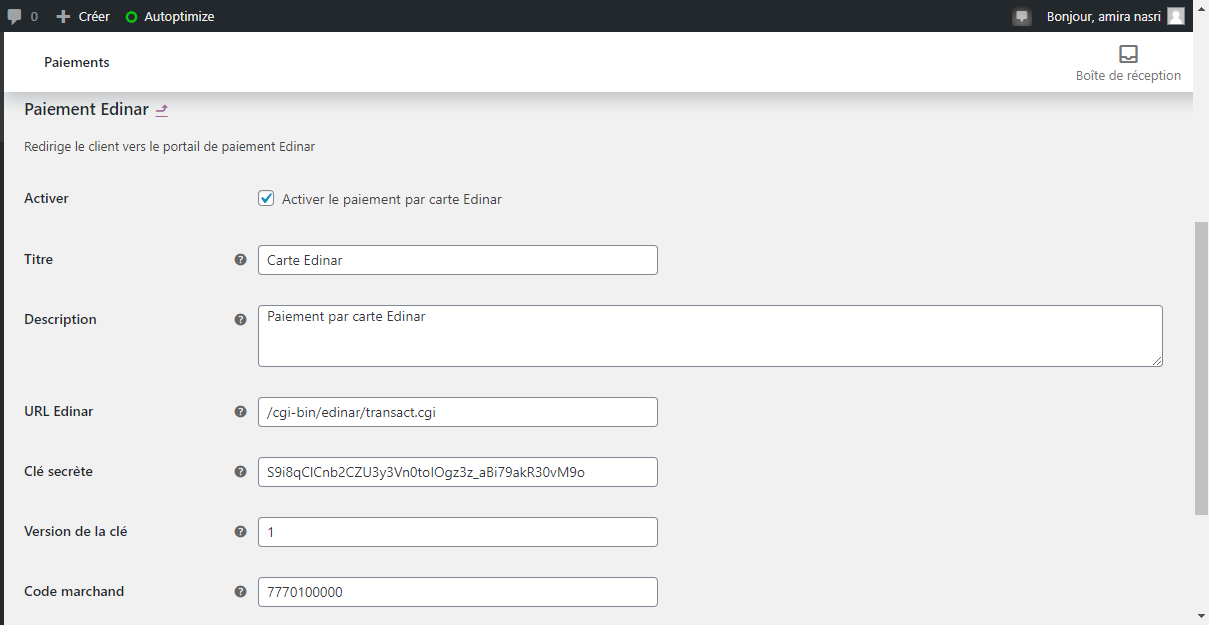 0 Créer Autoptimize Bonjour, amira nasri
Paiements
Boîte de réception
Paiement Edinar
Redirige le client vers le portail de paiement Edinar
Activer Activer le paiement par carte Edinar
Titre Carte Edinar
Description Paiement par carte Edinar
URL Edinar /cgi-bin/edinar/transact.cgi
Clé secrète S9i8qCICnb2CZU3y3Vn0toIOgz3z_aBi79akR30vM9o
Version de la clé 1
Code marchand 7770100000